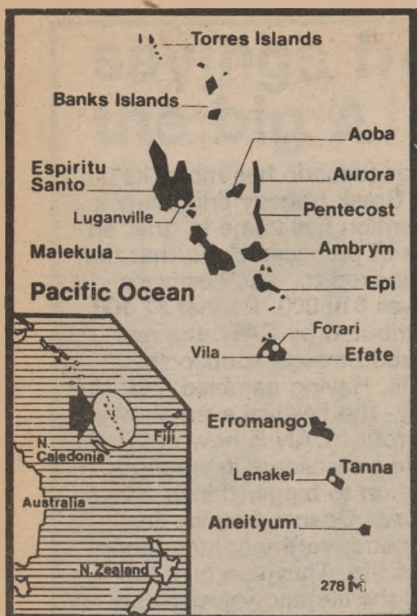 Torres Islands
Banks Islands
Aoba
Espiritu
Santo
Aurora
Luganville
Pentecost
Malekula
Ambrym
Epi
Pacific Ocean
Forari
Vila
Efate
Erromango
Fiji
N.
Caledonia
Lenakel
Tanna
Australia
Aneityum
N. Zealand
278